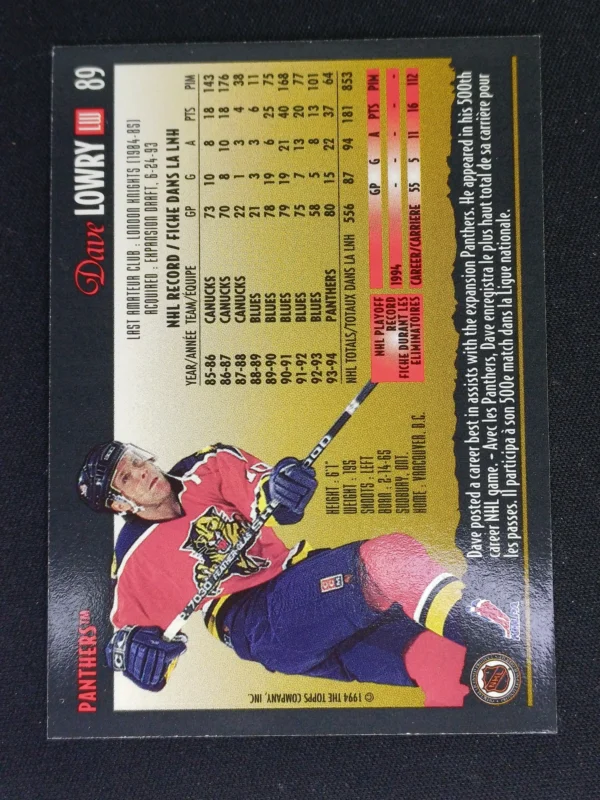 PANTHERS™
Dave LOWRY LW 89
LAST AMATEUR CLUB : LONDON KNIGHTS (1984-85)
ACQUIRED : EXPANSION DRAFT, 6-24-93
NHL RECORD / FICHE DANS LA LNH
YEAR/ANNÉE TEAM/EQUIPE GP G A PTS PIM
85-86 CANUCKS 73 10 8 18 143
86-87 CANUCKS 70 8 10 18 176
87-88 CANUCKS 22 1 3 4 38
88-89 BLUES 21 3 3 6 11
89-90 BLUES 78 19 6 25 75
90-91 BLUES 79 19 21 40 168
91-92 BLUES 75 7 13 20 77
92-93 BLUES 58 5 8 13 101
93-94 PANTHERS 80 15 22 37 64
NHL TOTALS/TOTAUX DANS LA LNH 556 87 94 181 853
NHL PLAYOFF
RECORD
FICHE DURANT LES
ELIMINATOIRES
GP G A PTS PIM
1994 - - - - -
CAREER/CARRIERE 55 5 11 16 112
HEIGHT : 6'1"
WEIGHT : 195
SHOOTS : LEFT
BORN : 2-14-65
SUDBURY, ONT.
HOME : VANCOUVER, B.C.
CCM
Dave posted a career best in assists with the expansion Panthers. He appeared in his 500th
career NHL game. - Avec les Panthers, Dave enregistra le plus haut total de sa carrière pour
les passes. Il participa à son 500e match dans la ligue nationale.
© 1994 THE TOPPS COMPANY, INC.
NHL